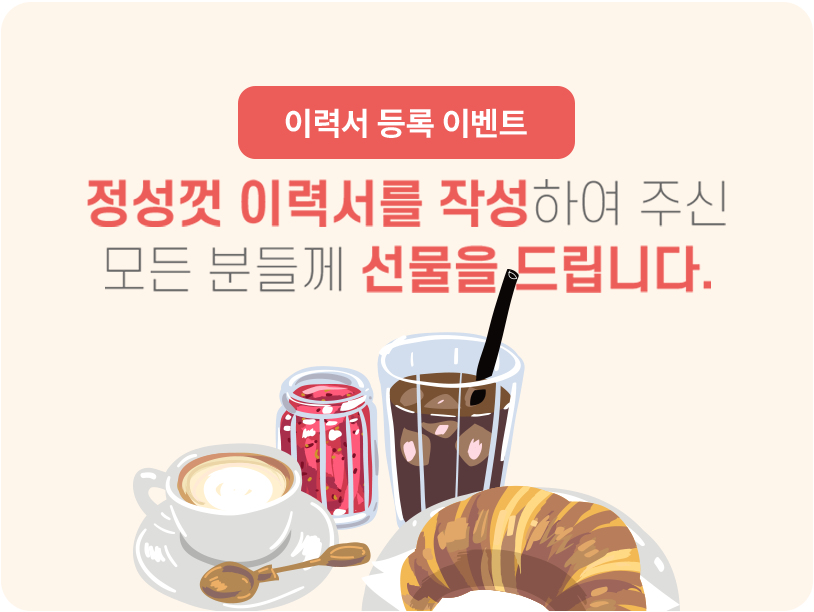 이력서 등록 이벤트
정성껏 이력서를 작성하여 주신
모든 분들께 선물을 드립니다.